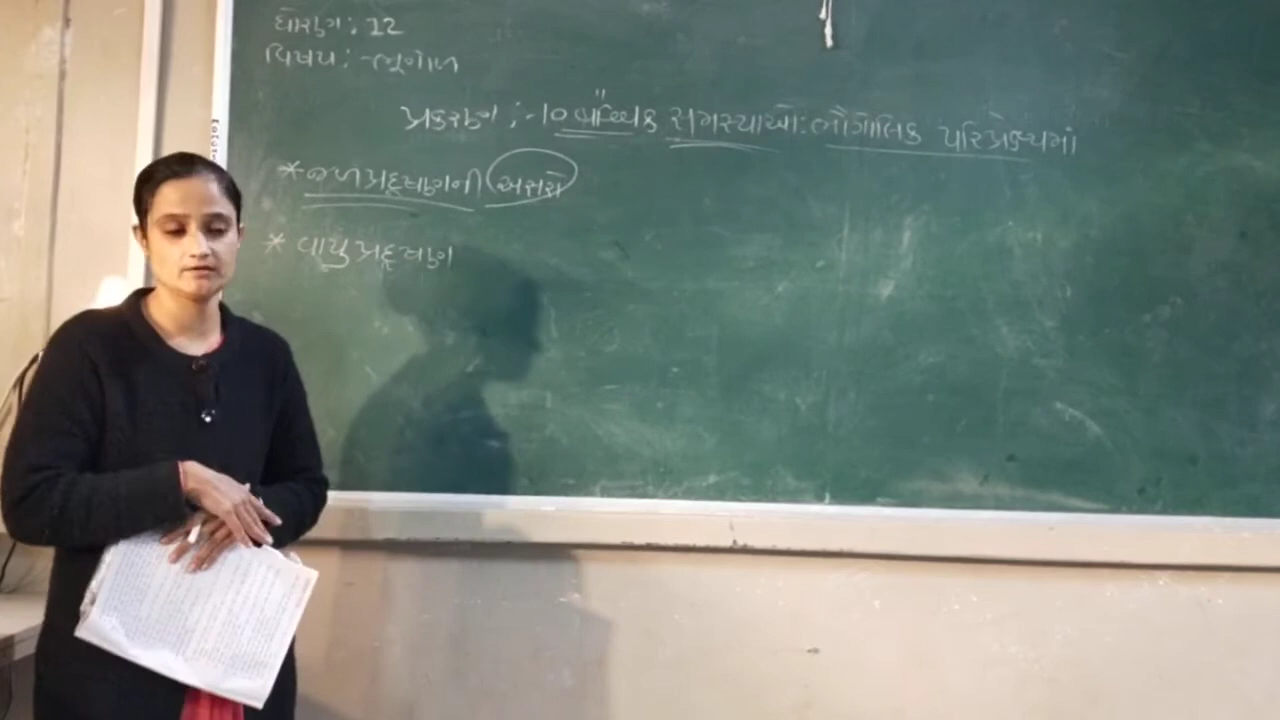 ધોરણ : 12
વિષય : ભૂગોળ
પ્રકરણ :- 10 વૈશ્વિક સમસ્યાઓ : ભૌગોલિક પરિપ્રેક્ષ્યમાં
* જળપ્રદૂષણની અસરો
* વાયુપ્રદૂષણ